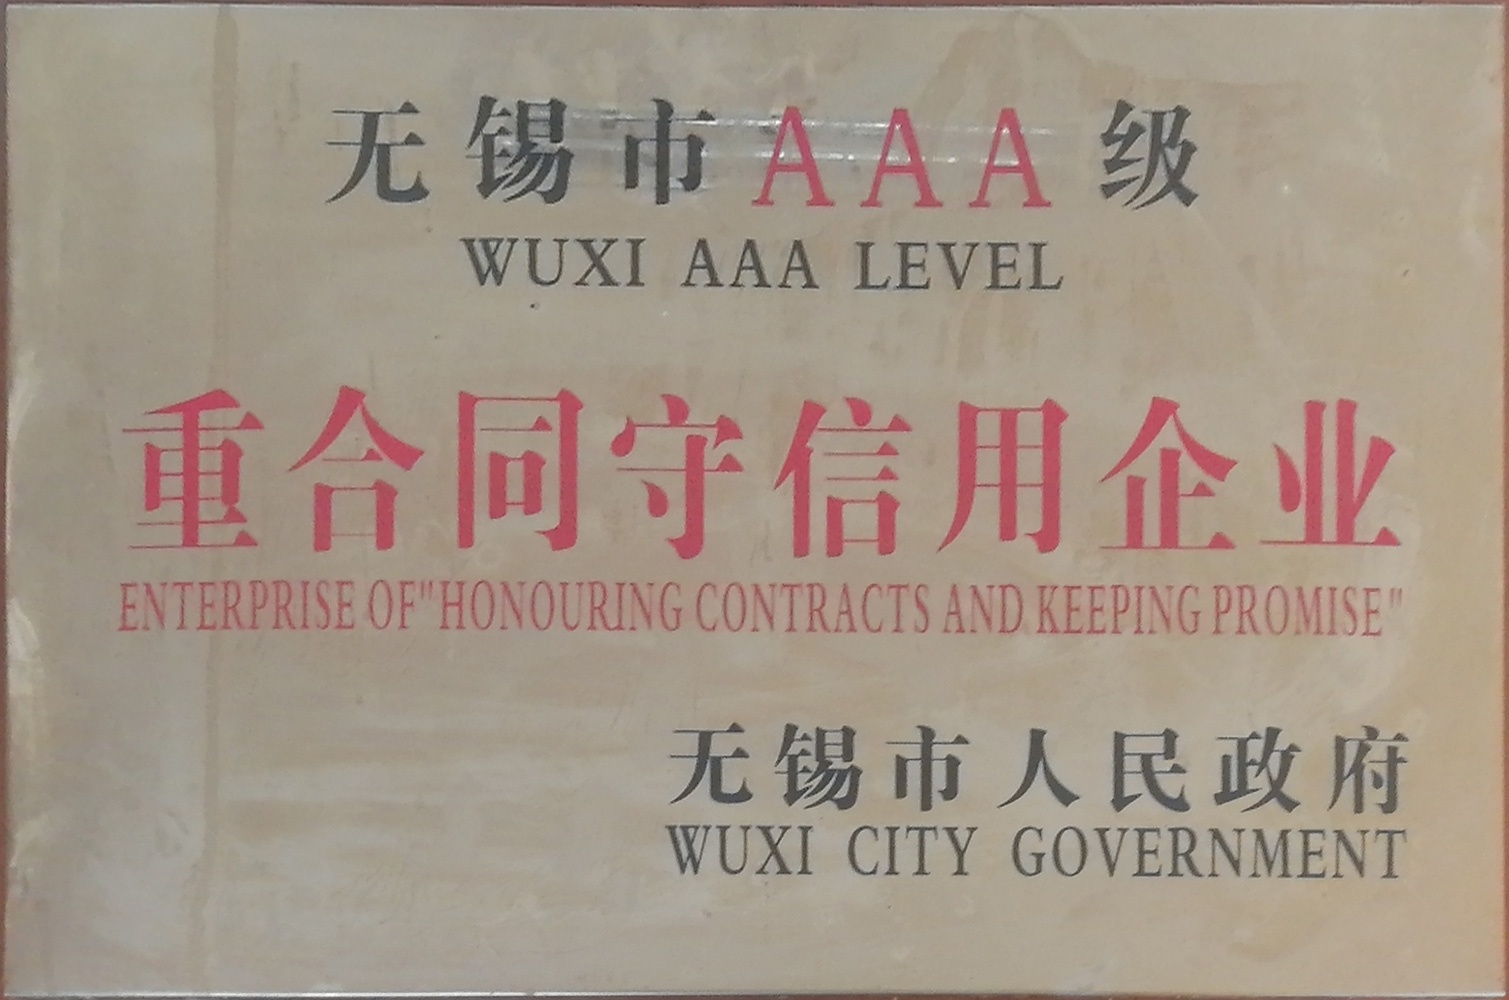 无锡市AAA级
WUXI AAA LEVEL
重合同守信用企业
ENTERPRISE OF"HONOURING CONTRACTS AND KEEPING PROMISE"
无锡市人民政府
WUXI CITY GOVERNMENT